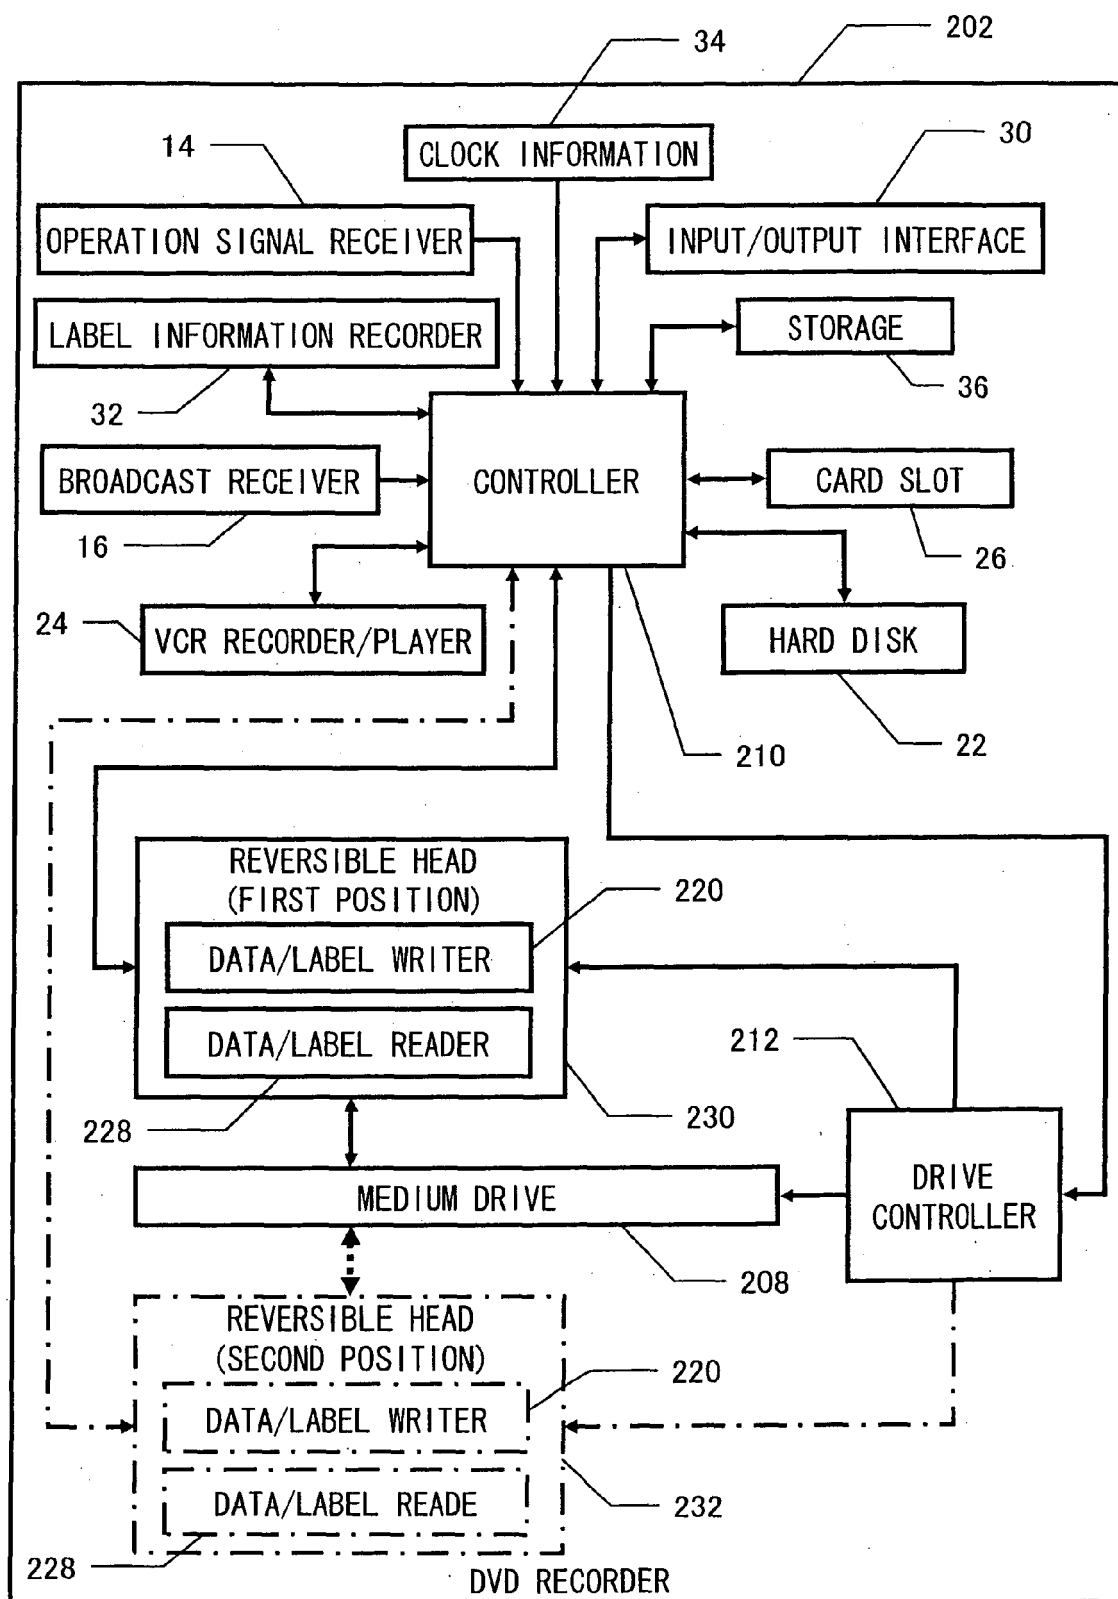 202
34
CLOCK INFORMATION
14
30
OPERATION SIGNAL RECEIVER
INPUT/OUTPUT INTERFACE
LABEL INFORMATION RECORDER
STORAGE
32
36
BROADCAST RECEIVER
CONTROLLER
CARD SLOT
16
26
24
VCR RECORDER/PLAYER
HARD DISK
210
22
REVERSIBLE HEAD
(FIRST POSITION)
220
DATA/LABEL WRITER
DATA/LABEL READER
212
228
230
MEDIUM DRIVE
DRIVE
CONTROLLER
208
REVERSIBLE HEAD
(SECOND POSITION)
220
DATA/LABEL WRITER
DATA/LABEL READE
232
228
DVD RECORDER